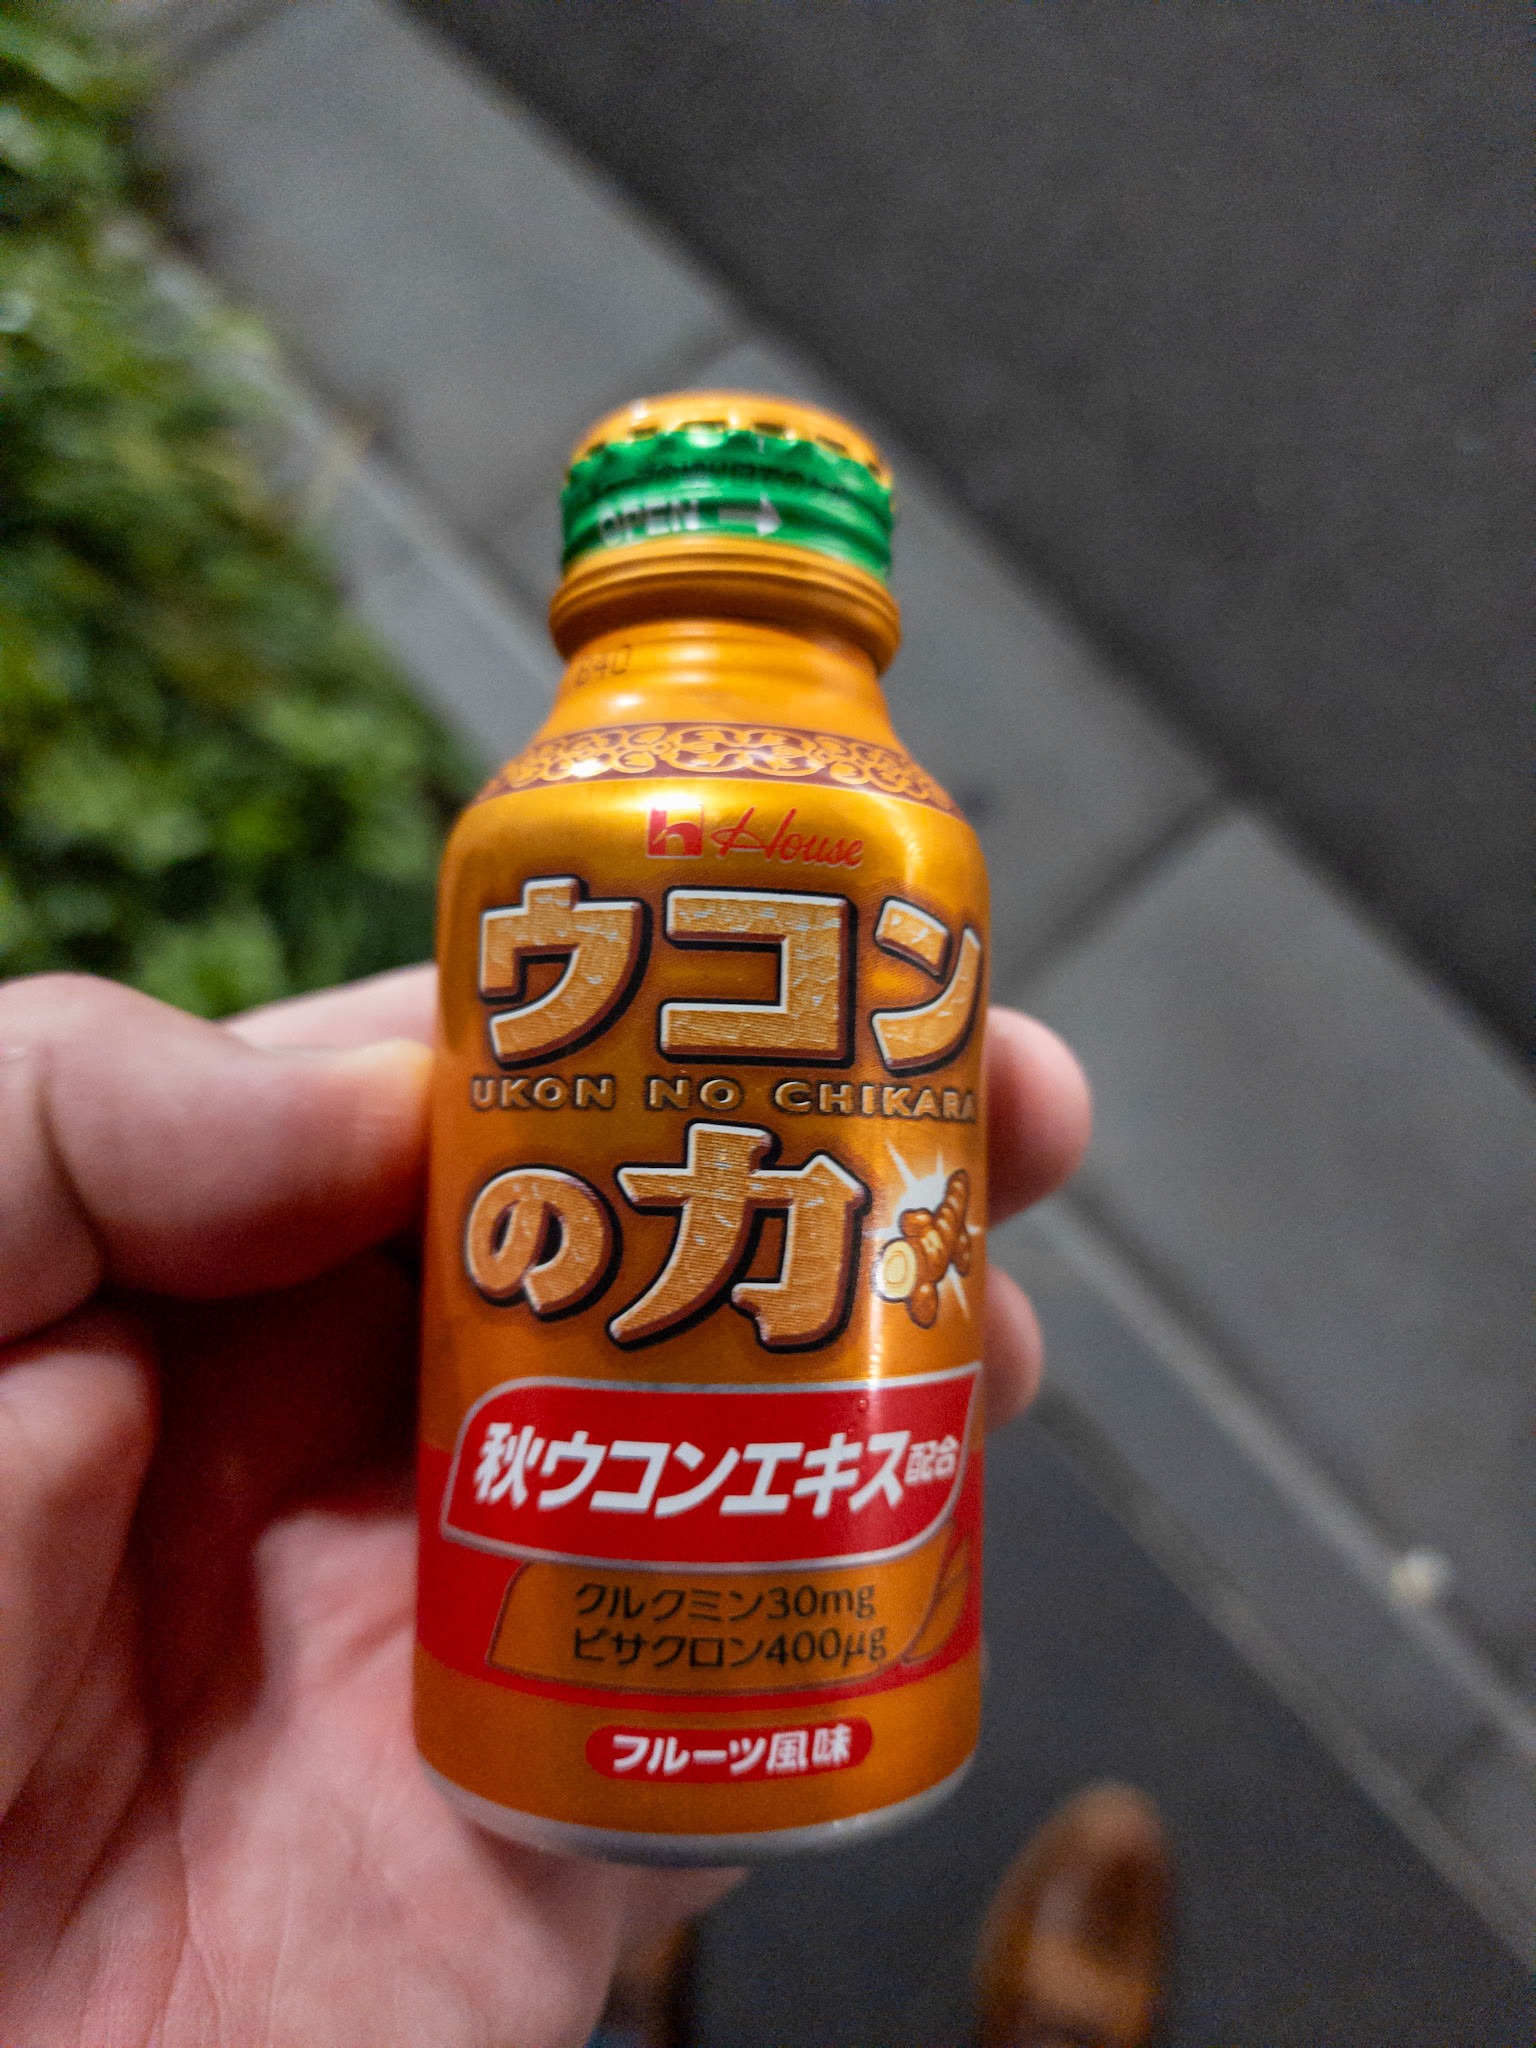 OPEN
House
ウコン
UKON NO CHIKARA
の力
秋ウコンエキス配合
クルクミン30mg
ビサクロン400μg
フルーツ風味